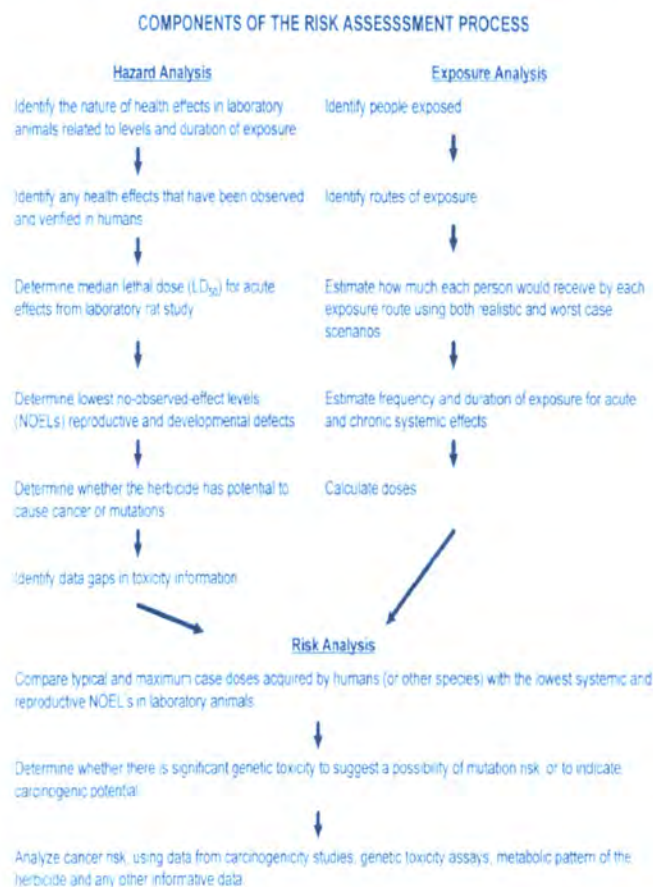 COMPONENTS OF THE RISK ASSESSSMENT PROCESS
Hazard Analysis
Identify the nature of health effects in laboratory
animals related to levels and duration of exposure
Identify any health effects that have been observed
and verified in humans
Determine median lethal dose (LD50) for acute
effects from laboratory rat study
Determine lowest no-observed-effect levels
(NOELs) reproductive and developmental defects
Determine whether the herbicide has potential to
cause cancer or mutations
Identify data gaps in toxicity information
Exposure Analysis
Identify people exposed
Identify routes of exposure
Estimate how much each person would receive by each
exposure route using both realistic and worst case
scenarios
Estimate frequency and duration of exposure for acute
and chronic systemic effects
Calculate doses
Risk Analysis
Compare typical and maximum case doses acquired by humans (or other species) with the lowest systemic and
reproductive NOEL's in laboratory animals
Determine whether there is significant genetic toxicity to suggest a possibility of mutation risk, or to indicate
carcinogenic potential
Analyze cancer risk, using data from carcinogenicity studies, genetic toxicity assays, metabolic pattern of the
herbicide and any other informative data